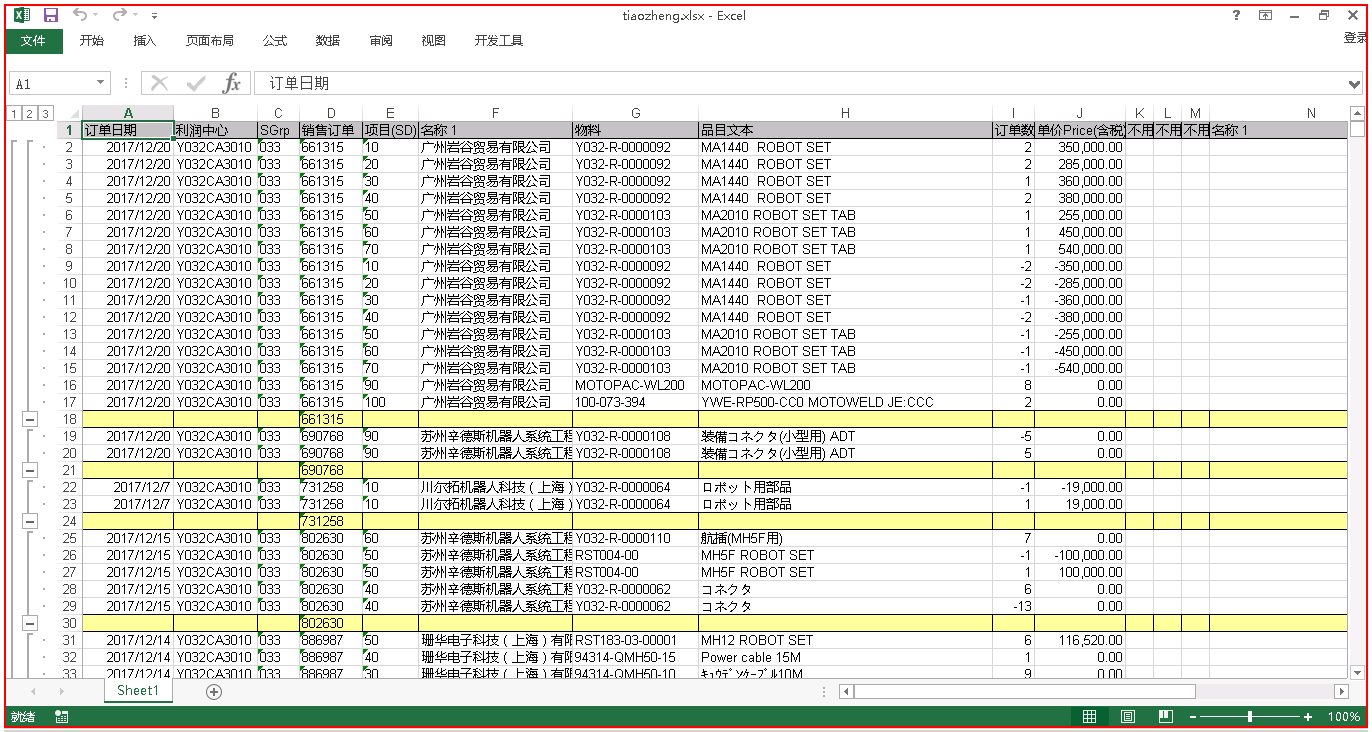 tiaozheng.xlsx - Excel
文件 开始 插入 页面布局 公式 数据 审阅 视图 开发工具 登录
A1 fx 订单日期
1 2 3 A B C D E F G H I J K L M N
1 订单日期 利润中心 SGrp 销售订单 项目(SD) 名称 1 物料 品目文本 订单数 单价Price(含税) 不用 不用 不用 名称 1
2 2017/12/20 Y032CA3010 033 661315 10 广州岩谷贸易有限公司 Y032-R-0000092 MA1440 ROBOT SET 2 350,000.00
3 2017/12/20 Y032CA3010 033 661315 20 广州岩谷贸易有限公司 Y032-R-0000092 MA1440 ROBOT SET 2 285,000.00
4 2017/12/20 Y032CA3010 033 661315 30 广州岩谷贸易有限公司 Y032-R-0000092 MA1440 ROBOT SET 1 360,000.00
5 2017/12/20 Y032CA3010 033 661315 40 广州岩谷贸易有限公司 Y032-R-0000092 MA1440 ROBOT SET 2 380,000.00
6 2017/12/20 Y032CA3010 033 661315 50 广州岩谷贸易有限公司 Y032-R-0000103 MA2010 ROBOT SET TAB 1 255,000.00
7 2017/12/20 Y032CA3010 033 661315 60 广州岩谷贸易有限公司 Y032-R-0000103 MA2010 ROBOT SET TAB 1 450,000.00
8 2017/12/20 Y032CA3010 033 661315 70 广州岩谷贸易有限公司 Y032-R-0000103 MA2010 ROBOT SET TAB 1 540,000.00
9 2017/12/20 Y032CA3010 033 661315 10 广州岩谷贸易有限公司 Y032-R-0000092 MA1440 ROBOT SET -2 -350,000.00
10 2017/12/20 Y032CA3010 033 661315 20 广州岩谷贸易有限公司 Y032-R-0000092 MA1440 ROBOT SET -2 -285,000.00
11 2017/12/20 Y032CA3010 033 661315 30 广州岩谷贸易有限公司 Y032-R-0000092 MA1440 ROBOT SET -1 -360,000.00
12 2017/12/20 Y032CA3010 033 661315 40 广州岩谷贸易有限公司 Y032-R-0000092 MA1440 ROBOT SET -2 -380,000.00
13 2017/12/20 Y032CA3010 033 661315 50 广州岩谷贸易有限公司 Y032-R-0000103 MA2010 ROBOT SET TAB -1 -255,000.00
14 2017/12/20 Y032CA3010 033 661315 60 广州岩谷贸易有限公司 Y032-R-0000103 MA2010 ROBOT SET TAB -1 -450,000.00
15 2017/12/20 Y032CA3010 033 661315 70 广州岩谷贸易有限公司 Y032-R-0000103 MA2010 ROBOT SET TAB -1 -540,000.00
16 2017/12/20 Y032CA3010 033 661315 90 广州岩谷贸易有限公司 MOTOPAC-WL200 MOTOPAC-WL200 8 0.00
17 2017/12/20 Y032CA3010 033 661315 100 广州岩谷贸易有限公司 100-073-394 YWE-RP500-CC0 MOTOWELD JE:CCC 2 0.00
18 661315
19 2017/12/20 Y032CA3010 033 690768 90 苏州辛德斯机器人系统工程 Y032-R-0000108 装備コネクタ(小型用) ADT -5 0.00
20 2017/12/20 Y032CA3010 033 690768 90 苏州辛德斯机器人系统工程 Y032-R-0000108 装備コネクタ(小型用) ADT 5 0.00
21 690768
22 2017/12/7 Y032CA3010 033 731258 10 川尔拓机器人科技（上海） Y032-R-0000064 ロボット用部品 -1 -19,000.00
23 2017/12/7 Y032CA3010 033 731258 10 川尔拓机器人科技（上海） Y032-R-0000064 ロボット用部品 1 19,000.00
24 731258
25 2017/12/15 Y032CA3010 033 802630 60 苏州辛德斯机器人系统工程 Y032-R-0000110 航插(MH5F用) 7 0.00
26 2017/12/15 Y032CA3010 033 802630 50 苏州辛德斯机器人系统工程 RST004-00 MH5F ROBOT SET -1 -100,000.00
27 2017/12/15 Y032CA3010 033 802630 50 苏州辛德斯机器人系统工程 RST004-00 MH5F ROBOT SET 1 100,000.00
28 2017/12/15 Y032CA3010 033 802630 40 苏州辛德斯机器人系统工程 Y032-R-0000062 コネクタ 6 0.00
29 2017/12/15 Y032CA3010 033 802630 40 苏州辛德斯机器人系统工程 Y032-R-0000062 コネクタ -13 0.00
30 802630
31 2017/12/14 Y032CA3010 033 886987 50 珊华电子科技（上海）有限 RST183-03-00001 MH12 ROBOT SET 6 116,520.00
32 2017/12/14 Y032CA3010 033 886987 40 珊华电子科技（上海）有限 94314-QMH50-15 Power cable 15M 1 0.00
33 2017/12/14 Y032CA3010 033 886987 30 珊华电子科技（上海）有限 94314-QMH50-10 ｷｭｳﾃﾞﾝｹｰﾌﾞﾙ10M 9 0.00
Sheet1
就绪 100%